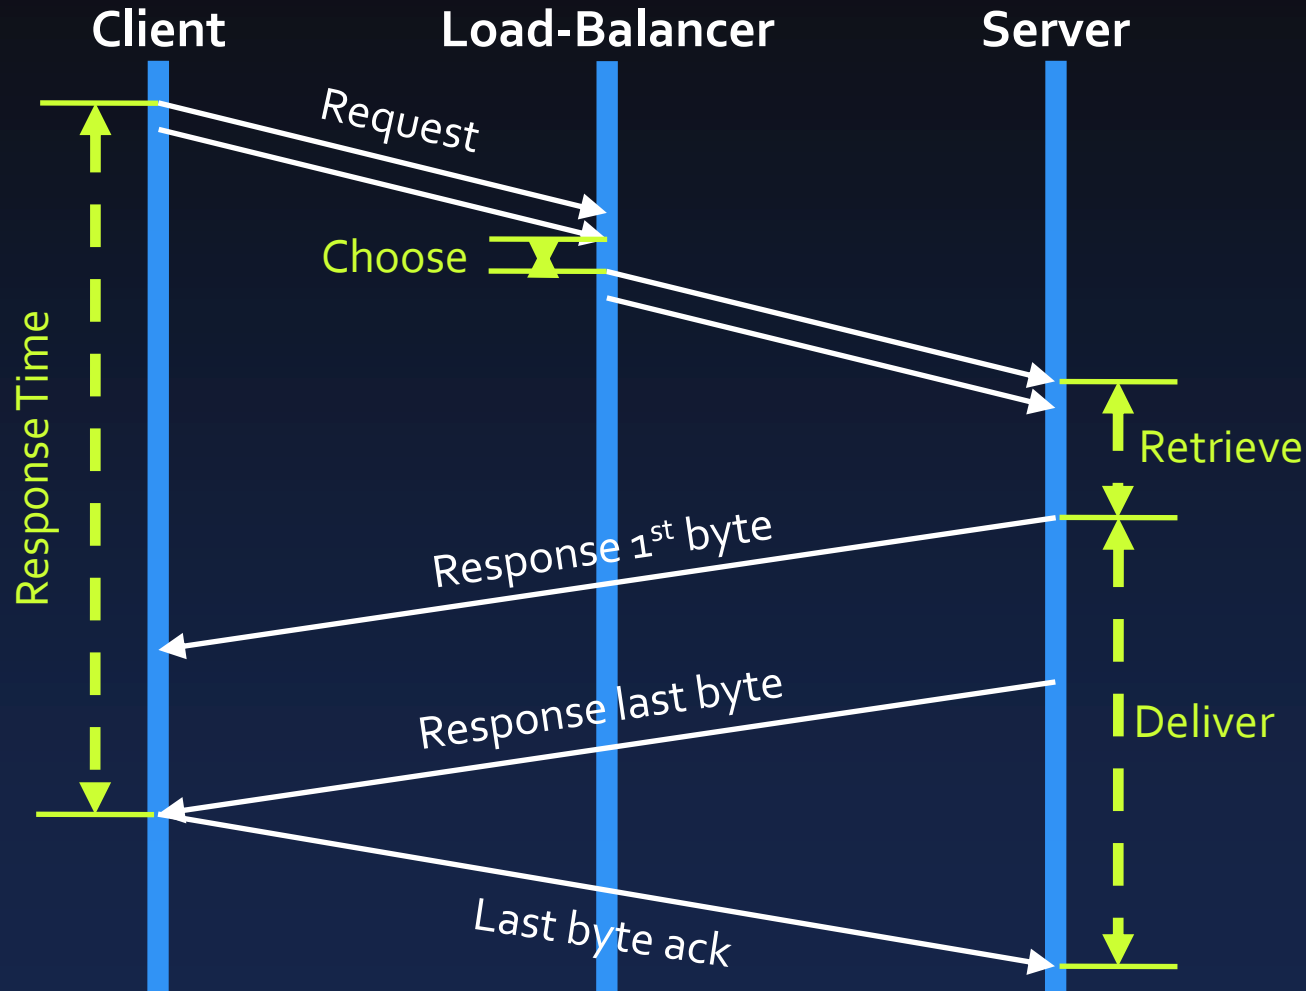 Client
Load-Balancer
Server
Request
Choose
Response Time
Retrieve
Response 1st byte
Response last byte
Deliver
Last byte ack